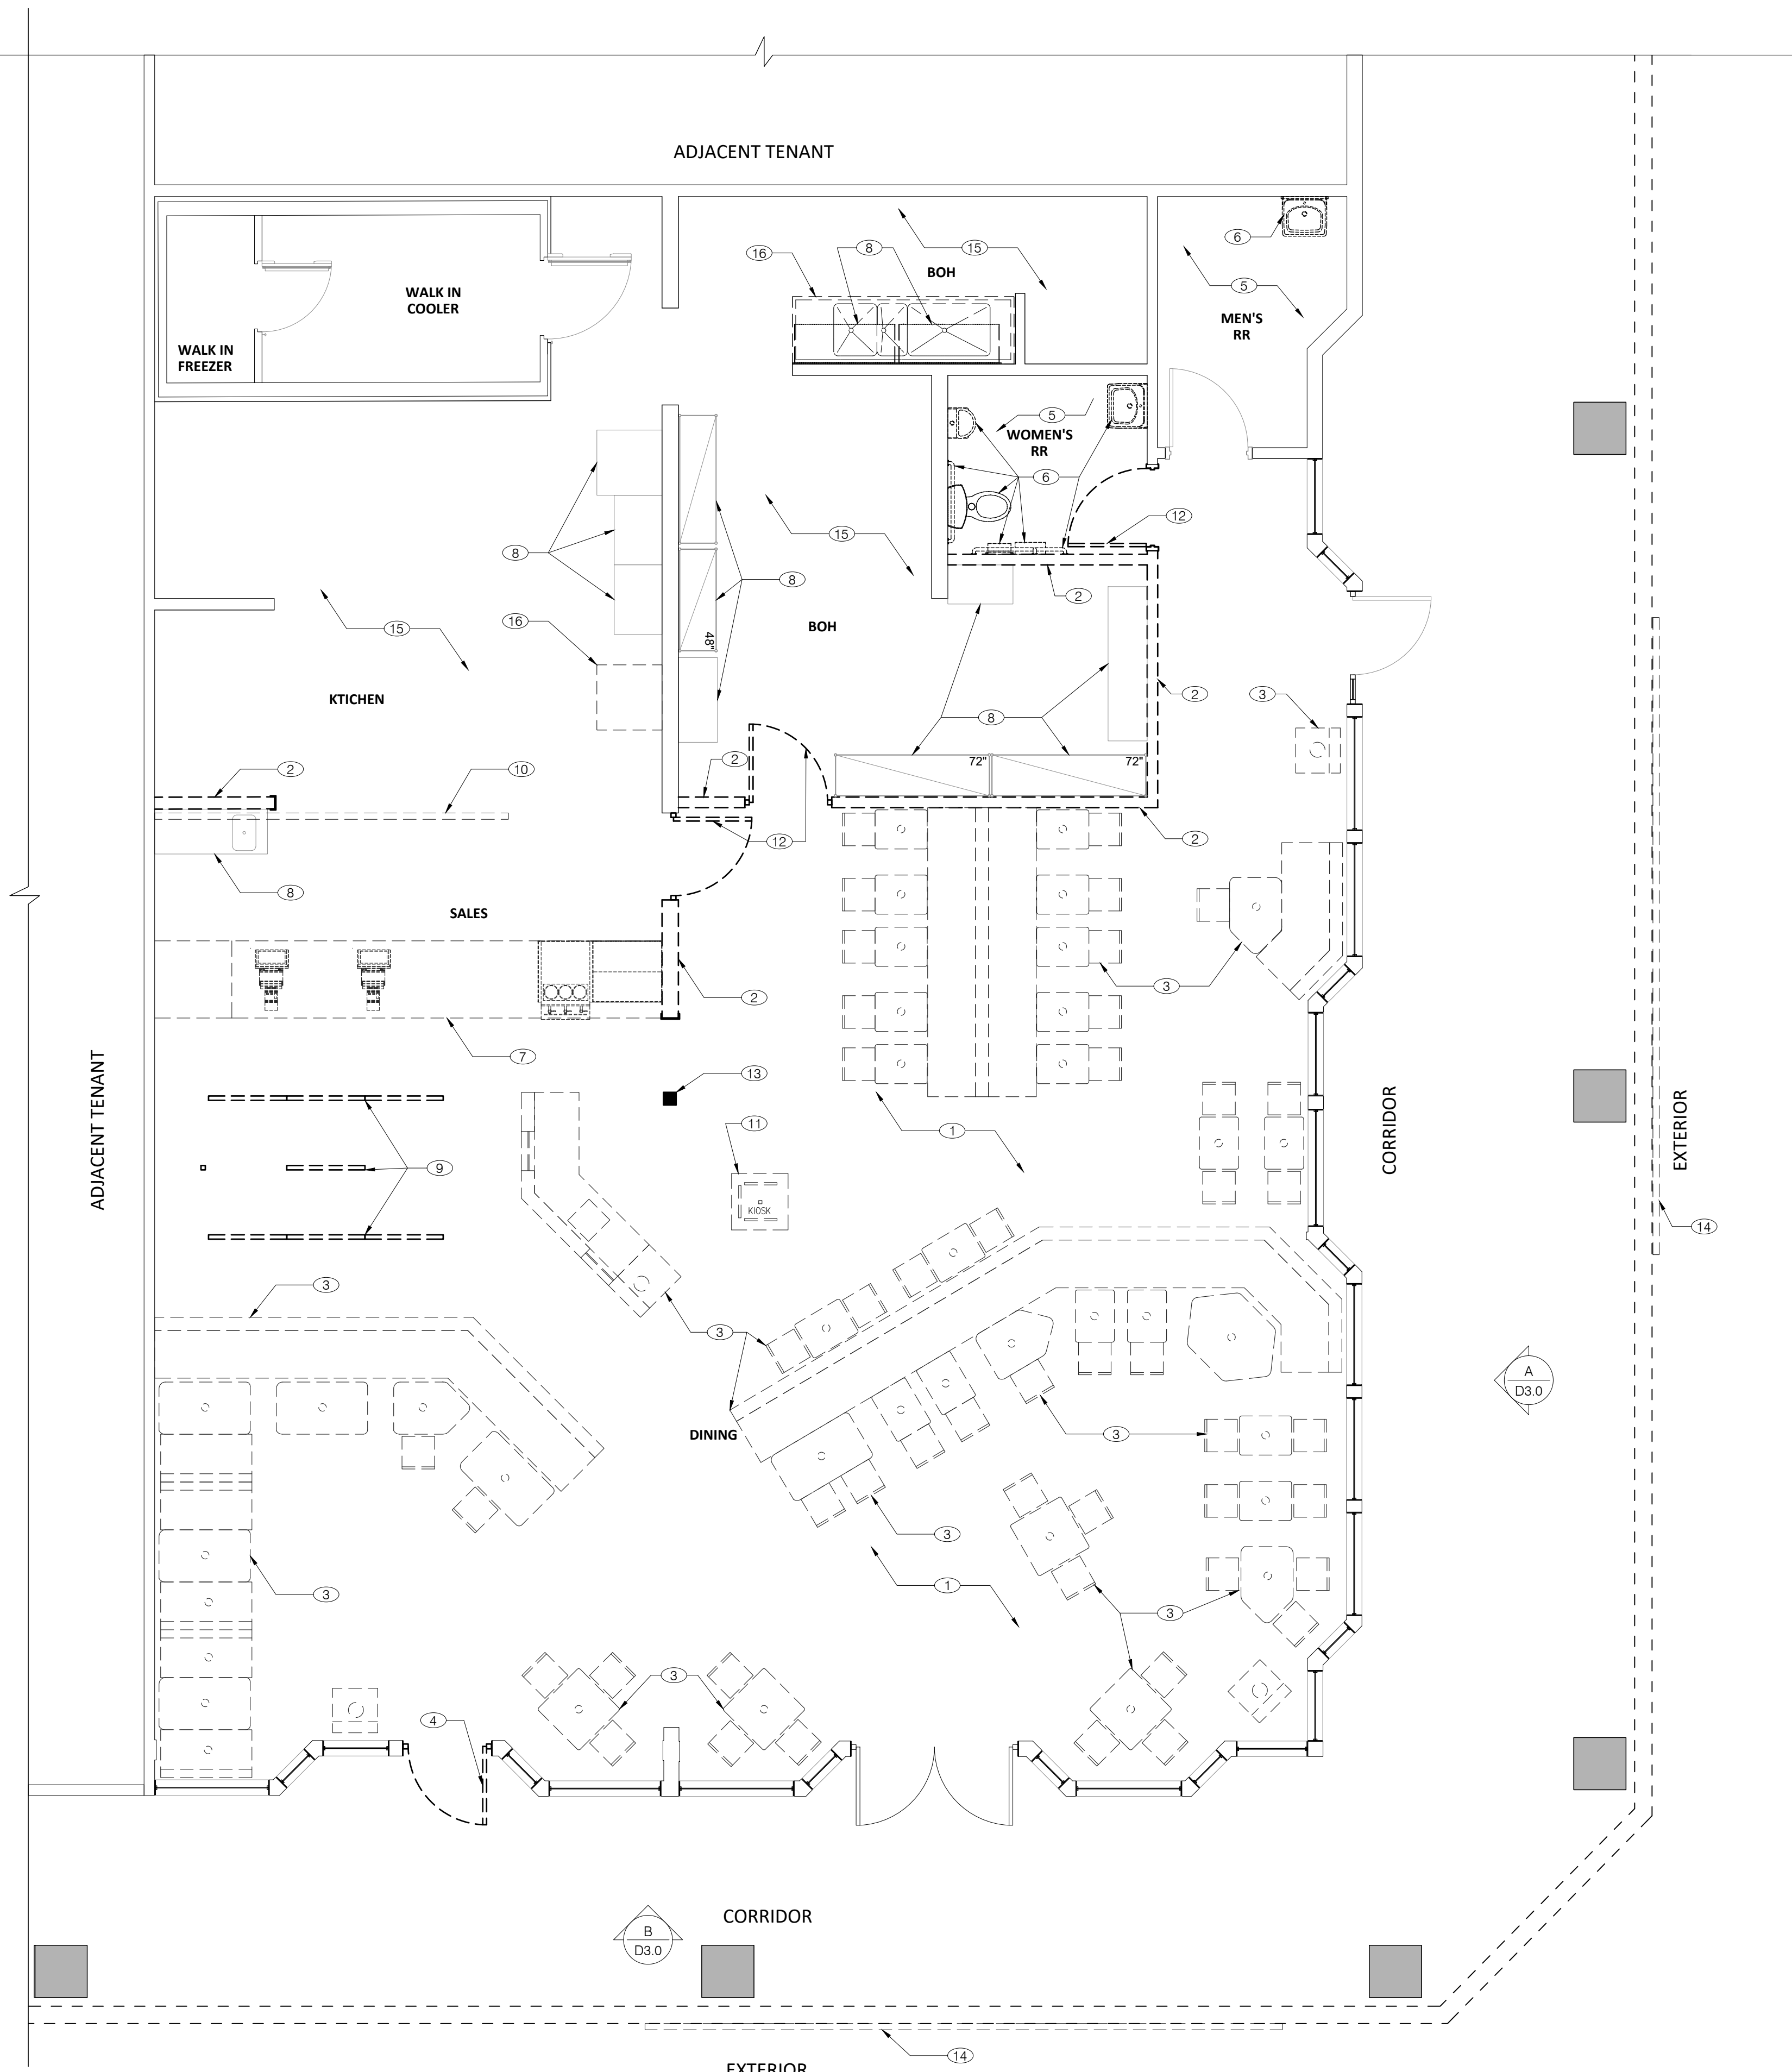 ADJACENT TENANT
6
16
8
15
BOH
5
WALK IN
COOLER
MEN'S
RR
WALK IN
FREEZER
5
WOMEN'S
RR
6
12
15
8
8
2
16
15
BOH
48"
KTICHEN
2
3
8
2
10
2
72"
72"
12
2
8
SALES
3
2
7
13
ADJACENT TENANT
11
1
CORRIDOR
EXTERIOR
9
KIOSK
14
3
3
A
D3.0
DINING
3
3
3
1
3
3
4
CORRIDOR
B
D3.0
14
EXTERIOR